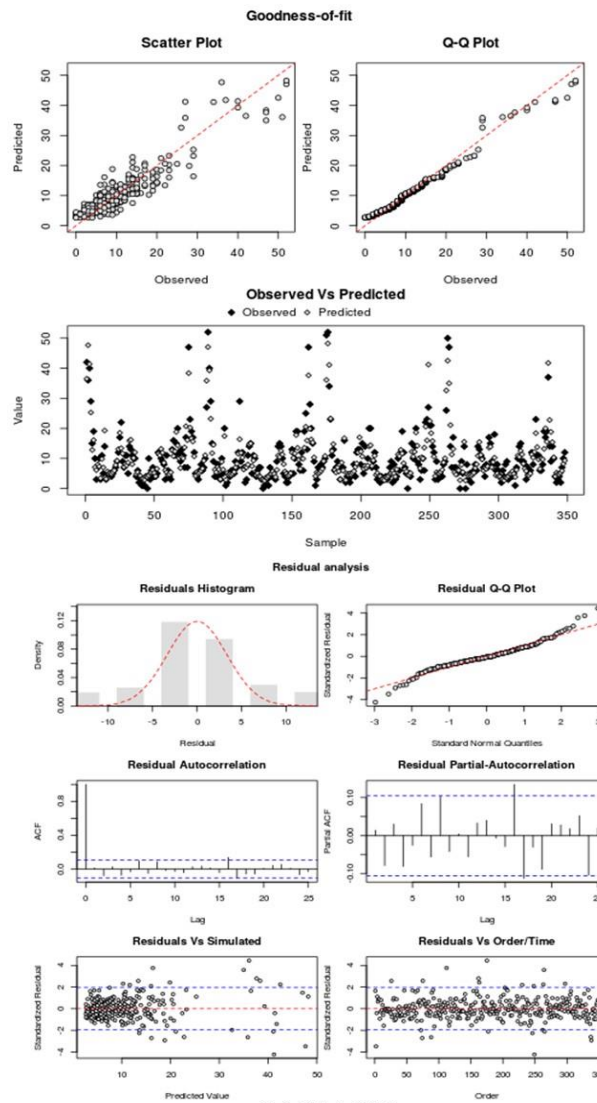 Goodness-of-fit
Scatter Plot
Q-Q Plot
Predicted
50
40
30
20
10
0
0 10 20 30 40 50
Observed
Predicted
50
40
30
20
10
0
0 10 20 30 40 50
Observed
Observed Vs Predicted
Observed Predicted
Value
50
40
30
20
10
0
0 50 100 150 200 250 300 350
Sample
Residual analysis
Residuals Histogram
Residual Q-Q Plot
Density
0.12
0.08
0.04
0.00
-10 -5 0 5 10
Residual
Standardized Residual
4
2
0
-2
-4
-3 -2 -1 0 1 2 3
Standard Normal Quantiles
Residual Autocorrelation
Residual Partial-Autocorrelation
ACF
0.8
0.4
0.0
0 5 10 15 20 25
Lag
Partial ACF
0.10
0.00
-0.10
5 10 15 20
Lag
Residuals Vs Simulated
Residuals Vs Order/Time
Standardized Residual
4
2
0
-2
-4
10 20 30 40 50
Predicted Value
Standardized Residual
4
2
0
-2
-4
0 50 100 150 200 250 300
Order